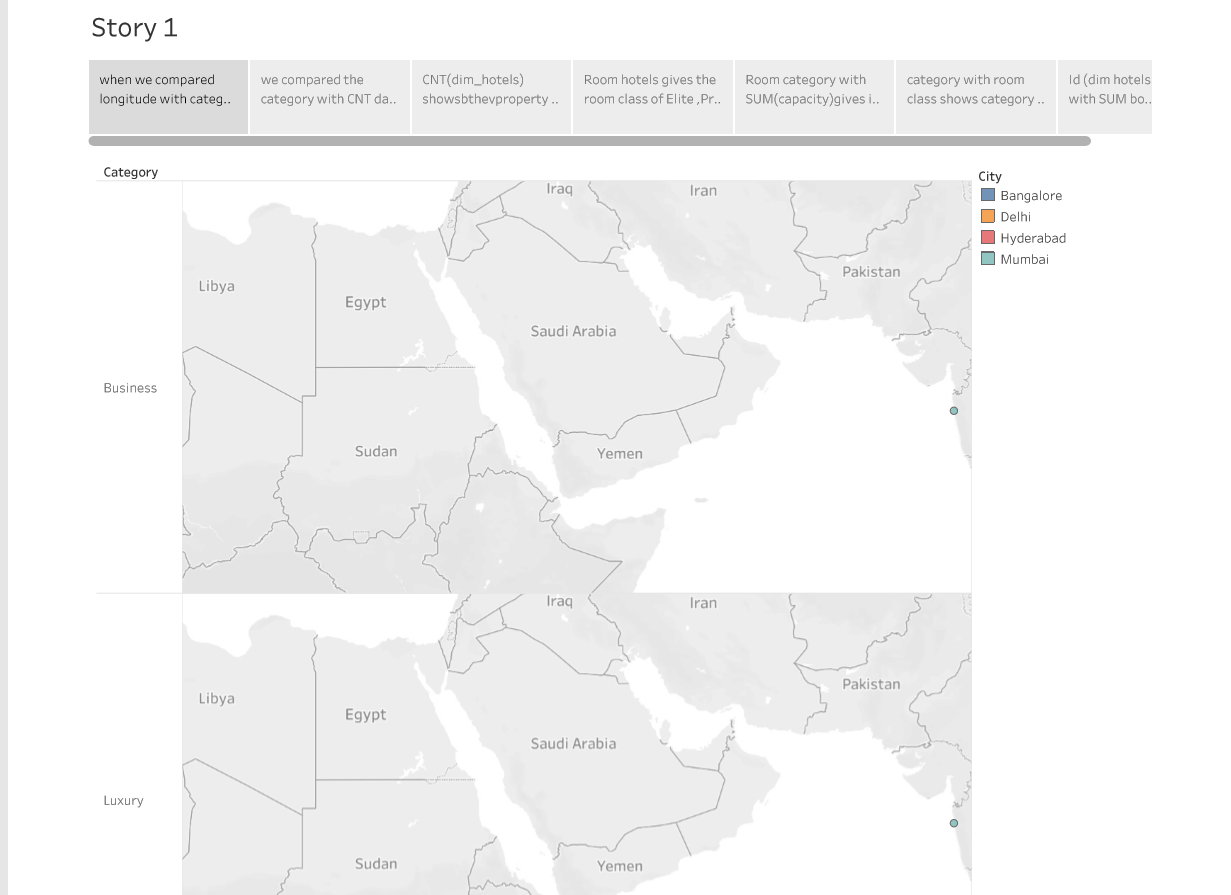 Story 1
when we compared
longitude with categ..
we compared the
category with CNT da..
CNT(dim_hotels)
showsbthevproperty ..
Room hotels gives the
room class of Elite ,Pr..
Room category with
SUM(capacity)gives i..
category with room
class shows category ..
Id (dim hotels
with SUM bo..
Category
City
Bangalore
Delhi
Hyderabad
Mumbai
Business
Iraq
Iran
Libya
Egypt
Pakistan
Saudi Arabia
Sudan
Yemen
Luxury
Iraq
Iran
Libya
Egypt
Pakistan
Saudi Arabia
Sudan
Yemen